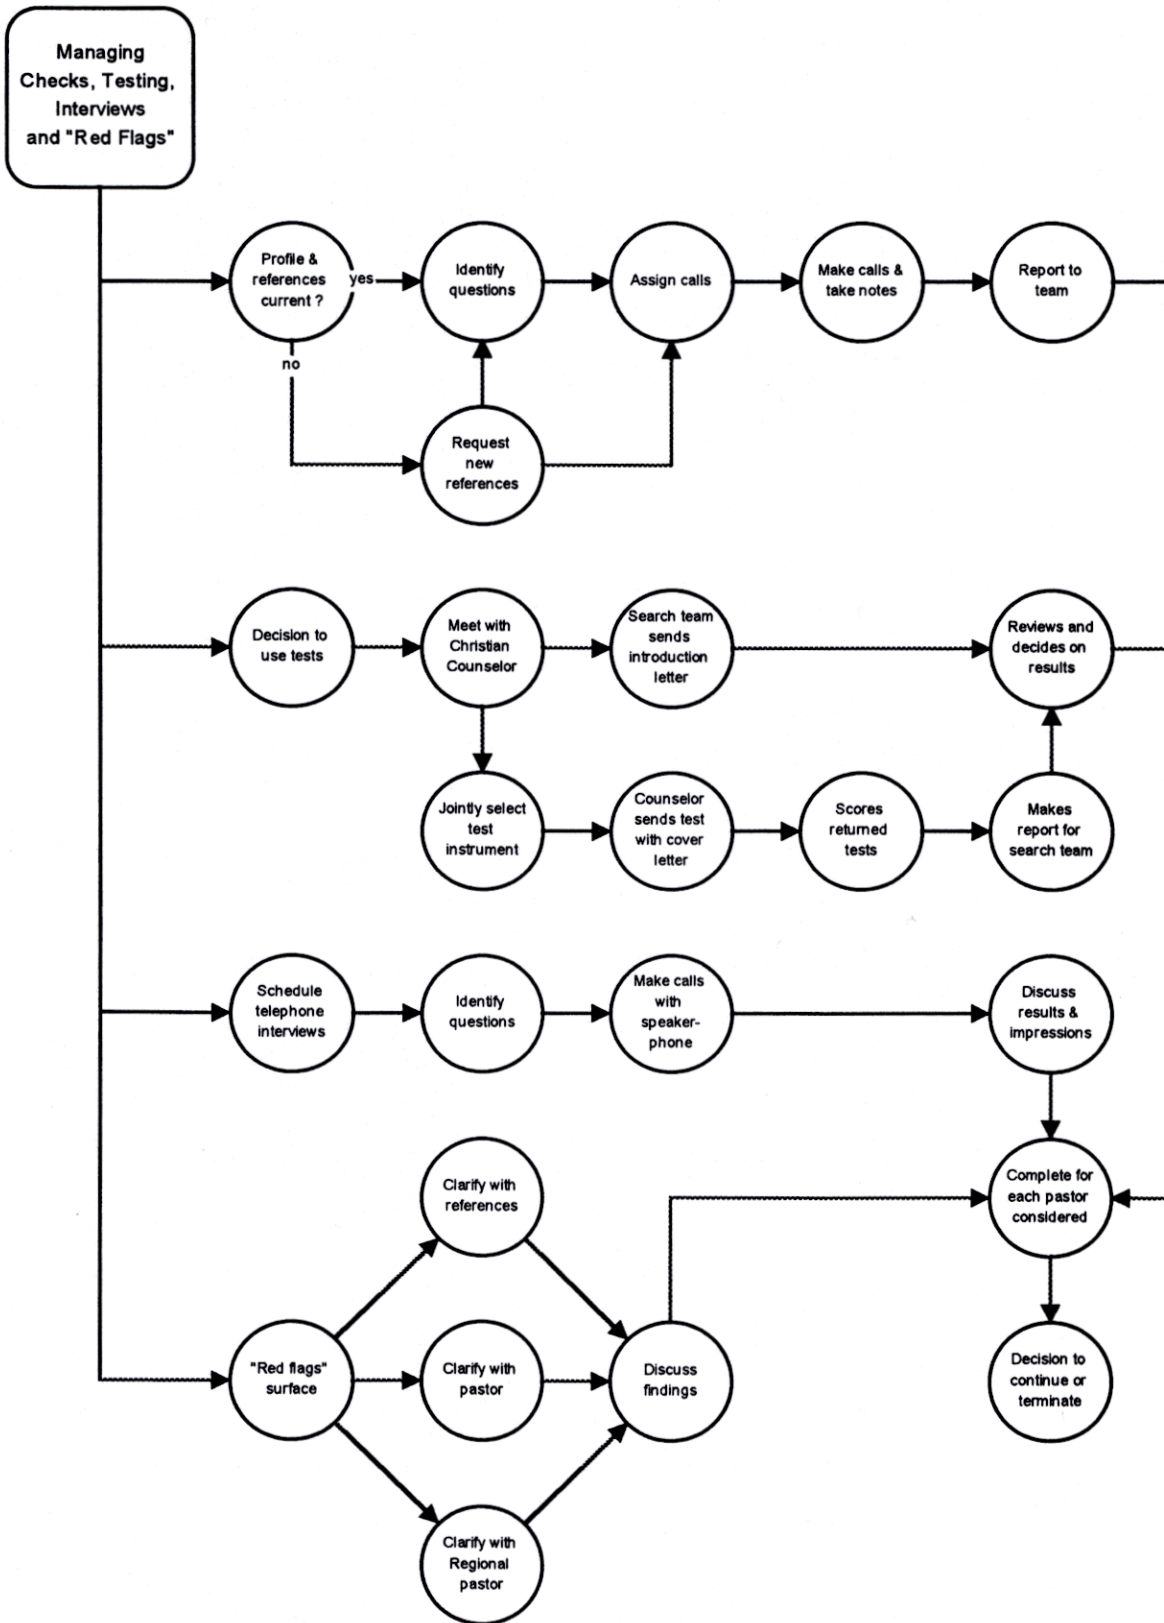 Managing
Checks, Testing,
Interviews
and "Red Flags"
Profile &
references
current ?
yes
Identify
questions
Assign calls
Make calls &
take notes
Report to
team
no
Request
new
references
Decision to
use tests
Meet with
Christian
Counselor
Search team
sends
introduction
letter
Reviews and
decides on
results
Jointly select
test
instrument
Counselor
sends test
with cover
letter
Scores
returned
tests
Makes
report for
search team
Schedule
telephone
interviews
Identify
questions
Make calls
with
speaker-
phone
Discuss
results &
impressions
Clarify with
references
Complete for
each pastor
considered
"Red flags"
surface
Clarify with
pastor
Discuss
findings
Decision to
continue or
terminate
Clarify with
Regional
pastor